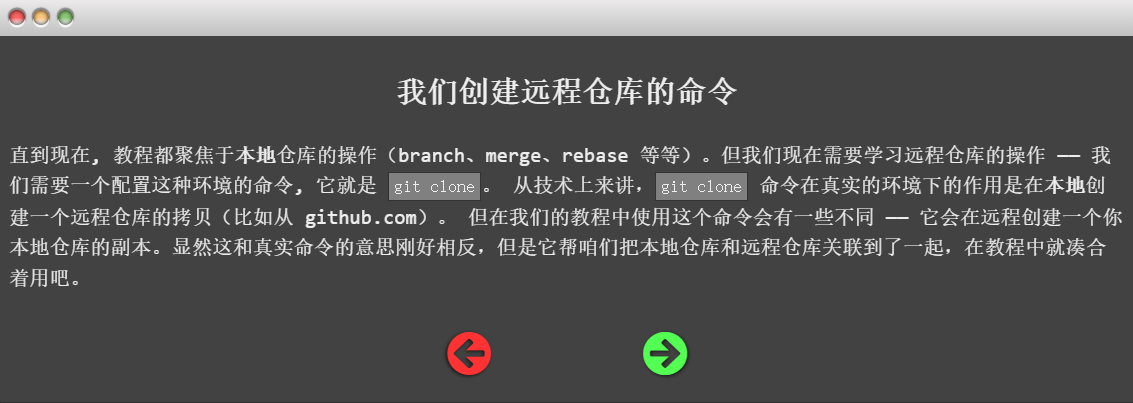 我们创建远程仓库的命令
直到现在, 教程都聚焦于本地仓库的操作（branch、merge、rebase 等等）。但我们现在需要学习远程仓库的操作 —— 我
们需要一个配置这种环境的命令, 它就是 git clone。 从技术上来讲，git clone 命令在真实的环境下的作用是在本地创
建一个远程仓库的拷贝（比如从 github.com）。 但在我们的教程中使用这个命令会有一些不同 —— 它会在远程创建一个你
本地仓库的副本。显然这和真实命令的意思刚好相反，但是它帮咱们把本地仓库和远程仓库关联到了一起，在教程中就凑合
着用吧。